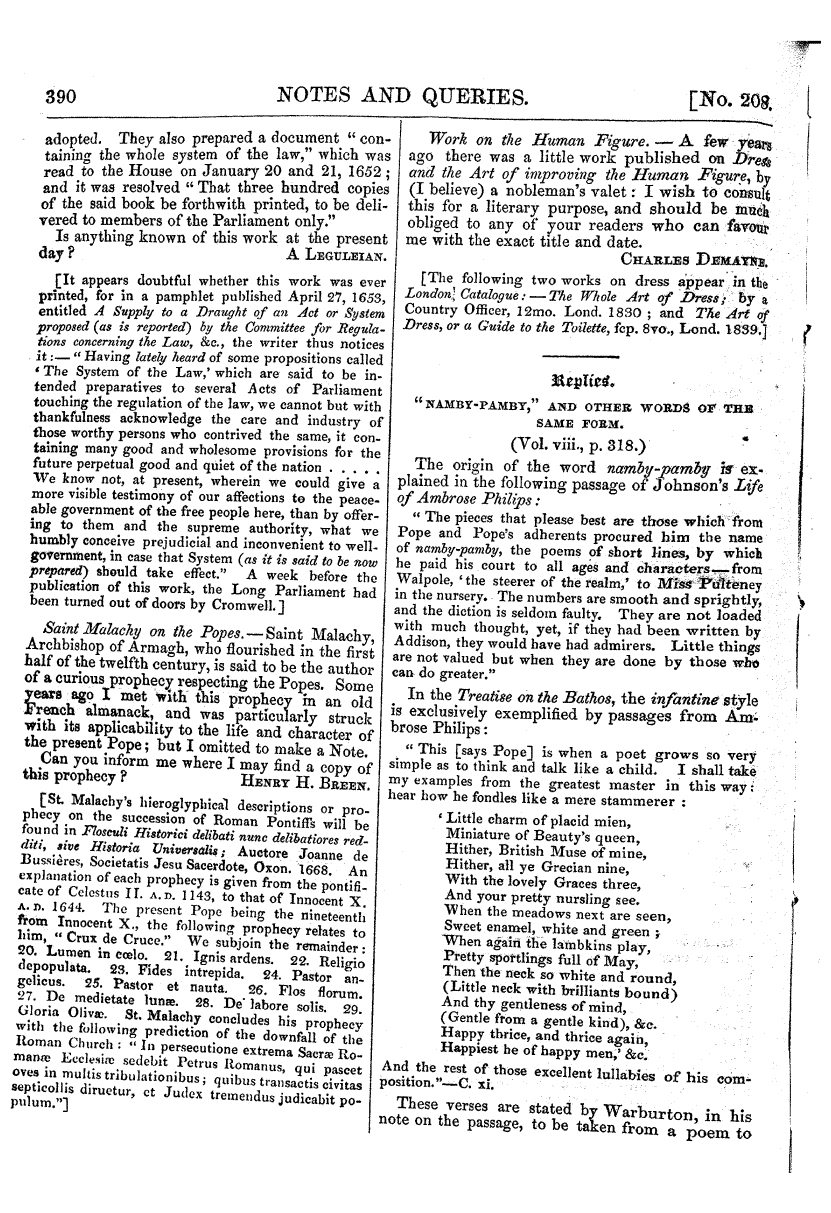 390 NOTES AND QUERIES. [No. 208.
adopted. They also prepared a document “con-
taining the whole system of the law,” which was
read to the House on January 20 and 21, 1652;
and it was resolved “That three hundred copies
of the said book be forthwith printed, to be deli-
vered to members of the Parliament only.”
Is anything known of this work at the present
day? A LEGULEIAN.
[It appears doubtful whether this work was ever
printed, for in a pamphlet published April 27, 1653,
entitled A Supply to a Draught of an Act or System
proposed (as is reported) by the Committee for Regula-
tions concerning the Law, &c., the writer thus notices
it:—“Having lately heard of some propositions called
‘The System of the Law,’ which are said to be in-
tended preparatives to several Acts of Parliament
touching the regulation of the law, we cannot but with
thankfulness acknowledge the care and industry of
those worthy persons who contrived the same, it con-
taining many good and wholesome provisions for the
future perpetual good and quiet of the nation . . . . .
We know not, at present, wherein we could give a
more visible testimony of our affections to the peace-
able government of the free people here, than by offer-
ing to them and the supreme authority, what we
humbly conceive prejudicial and inconvenient to well-
government, in case that System (as it is said to be now
prepared) should take effect.” A week before the
publication of this work, the Long Parliament had
been turned out of doors by Cromwell.]
Saint Malachy on the Popes.—Saint Malachy,
Archbishop of Armagh, who flourished in the first
half of the twelfth century, is said to be the author
of a curious prophecy respecting the Popes. Some
years ago I met with this prophecy in an old
French almanack, and was particularly struck
with its applicability to the life and character of
the present Pope; but I omitted to make a Note.
Can you inform me where I may find a copy of
this prophecy? HENRY H. BREEN.
[St. Malachy's hieroglyphical descriptions or pro-
phecy on the succession of Roman Pontiffs will be
found in Flosculi Historici delibati nunc delibatiores red-
diti, sive Historia Universalis; Auctore Joanne de
Bussières, Societatis Jesu Sacerdote, Oxon. 1668. An
explanation of each prophecy is given from the pontifi-
cate of Celestus II. A.D. 1143, to that of Innocent X.
A.D. 1644. The present Pope being the nineteenth
from Innocent X., the following prophecy relates to
him, “Crux de Cruce.” We subjoin the remainder:
20. Lumen in cœlo. 21. Ignis ardens. 22. Religio
depopulata. 23. Fides intrepida. 24. Pastor an-
gelicus. 25. Pastor et nauta. 26. Flos florum.
27. De medietate lunæ. 28. De labore solis. 29.
Gloria Olivæ. St. Malachy concludes his prophecy
with the following prediction of the downfall of the
Roman Church: “In persecutione extrema Sacræ Ro-
manæ Ecclesiæ sedebit Petrus Romanus, qui pascet
oves in multis tribulationibus; quibus transactis civitas
septicollis diruetur, et Judex tremendus judicabit po-
pulum.”]
Work on the Human Figure.—A few years
ago there was a little work published on Dress
and the Art of improving the Human Figure, by
(I believe) a nobleman's valet: I wish to consult
this for a literary purpose, and should be much
obliged to any of your readers who can favour
me with the exact title and date.
CHARLES DEMAYNE.
[The following two works on dress appear in the
London Catalogue:—The Whole Art of Dress; by a
Country Officer, 12mo. Lond. 1830; and The Art of
Dress, or a Guide to the Toilette, fcp. 8vo., Lond. 1839.]
Replies.
“NAMBY-PAMBY,” AND OTHER WORDS OF THE
SAME FORM.
(Vol. viii., p. 318.)
The origin of the word namby-pamby is ex-
plained in the following passage of Johnson's Life
of Ambrose Philips:
“The pieces that please best are those which from
Pope and Pope's adherents procured him the name
of namby-pamby, the poems of short lines, by which
he paid his court to all ages and characters—from
Walpole, ‘the steerer of the realm,’ to Miss Pulteney
in the nursery. The numbers are smooth and sprightly,
and the diction is seldom faulty. They are not loaded
with much thought, yet, if they had been written by
Addison, they would have had admirers. Little things
are not valued but when they are done by those who
can do greater.”
In the Treatise on the Bathos, the infantine style
is exclusively exemplified by passages from Am-
brose Philips:
“This [says Pope] is when a poet grows so very
simple as to think and talk like a child. I shall take
my examples from the greatest master in this way:
hear how he fondles like a mere stammerer:
‘Little charm of placid mien,
Miniature of Beauty's queen,
Hither, British Muse of mine,
Hither, all ye Grecian nine,
With the lovely Graces three,
And your pretty nursling see.
When the meadows next are seen,
Sweet enamel, white and green;
When again the lambkins play,
Pretty sportlings full of May,
Then the neck so white and round,
(Little neck with brilliants bound)
And thy gentleness of mind,
(Gentle from a gentle kind), &c.
Happy thrice, and thrice again,
Happiest he of happy men,’ &c.
And the rest of those excellent lullabies of his com-
position.”—C. xi.
These verses are stated by Warburton, in his
note on the passage, to be taken from a poem to